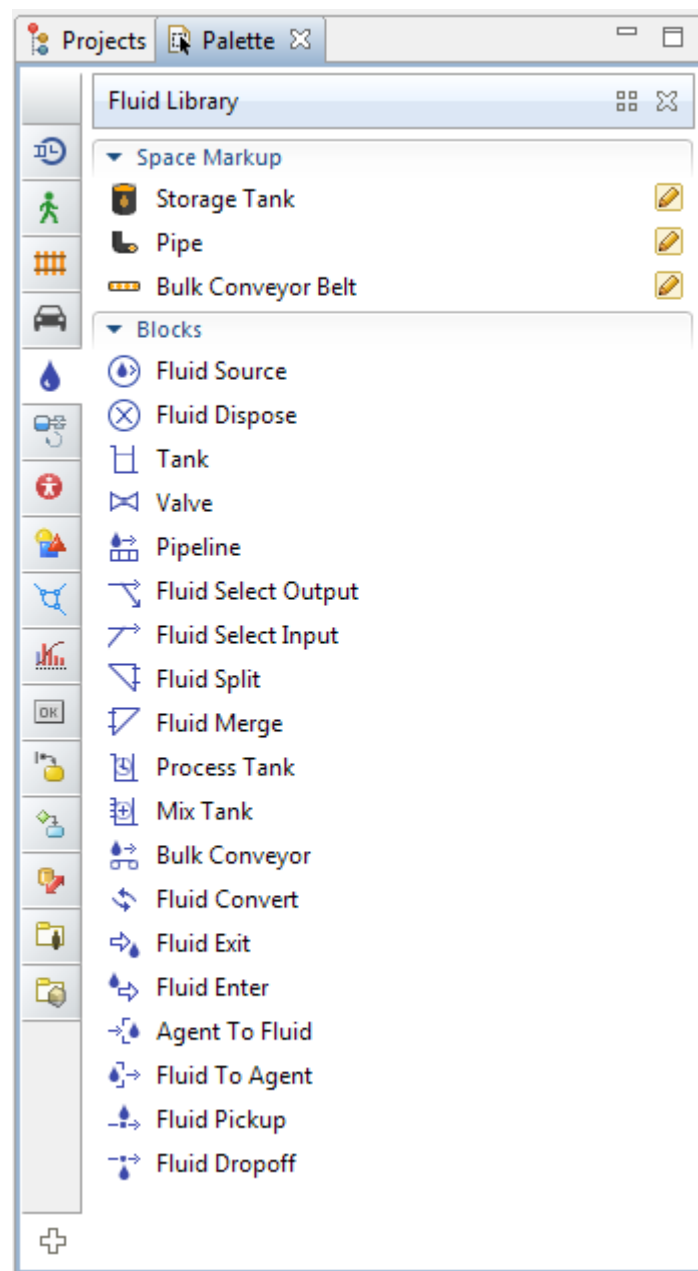 Projects Palette
Fluid Library
Space Markup
Storage Tank
Pipe
Bulk Conveyor Belt
Blocks
Fluid Source
Fluid Dispose
Tank
Valve
Pipeline
Fluid Select Output
Fluid Select Input
Fluid Split
Fluid Merge
OK
Process Tank
Mix Tank
Bulk Conveyor
Fluid Convert
Fluid Exit
Fluid Enter
Agent To Fluid
Fluid To Agent
Fluid Pickup
Fluid Dropoff